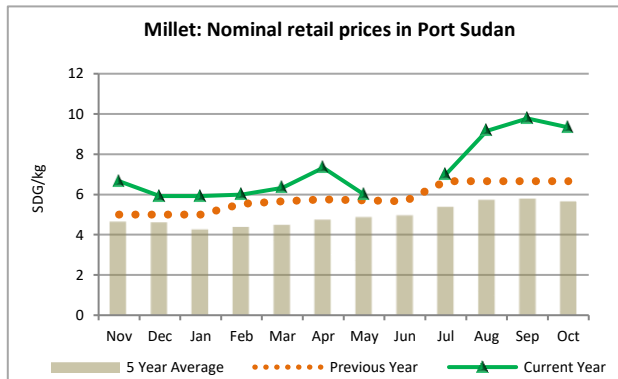 Millet: Nominal retail prices in Port Sudan
12
10
8
6
4
2
0
SDG/kg
Nov Dec Jan Feb Mar Apr May Jun Jul Aug Sep Oct
5 Year Average Previous Year Current Year